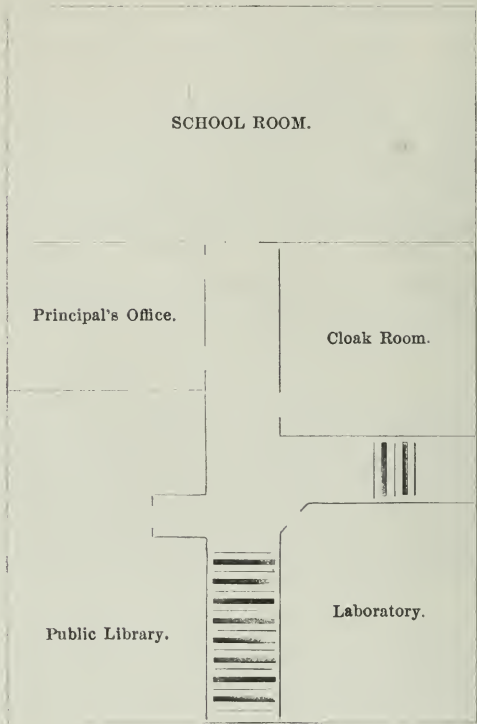 SCHOOL ROOM.
Principal's Office.
Cloak Room.
Public Library.
Laboratory.